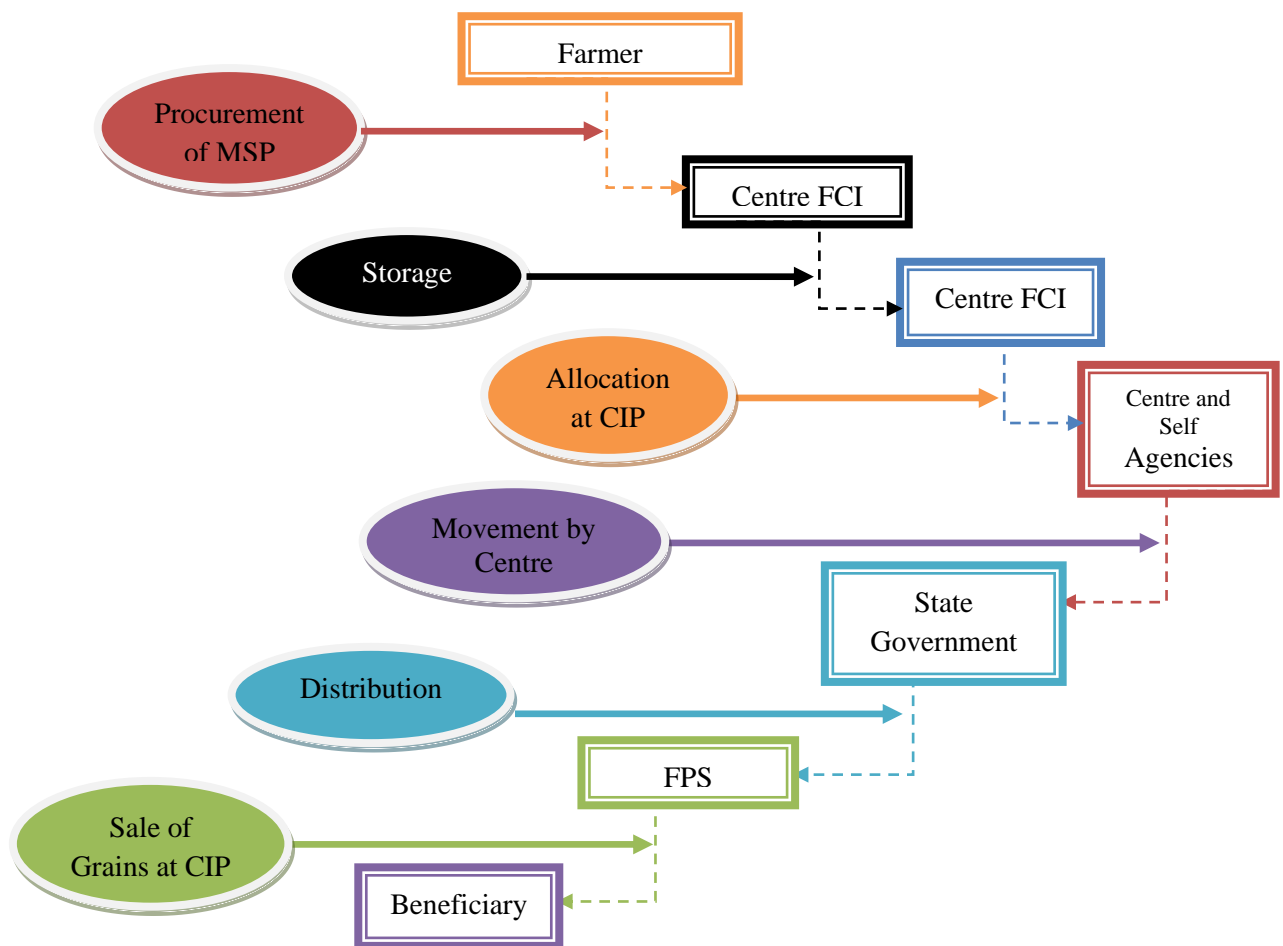 Farmer
Procurement
of MSP
Centre FCI
Storage
Centre FCI
Allocation
at CIP
Centre and
Self
Agencies
Movement by
Centre
State
Government
Distribution
FPS
Sale of
Grains at CIP
Beneficiary